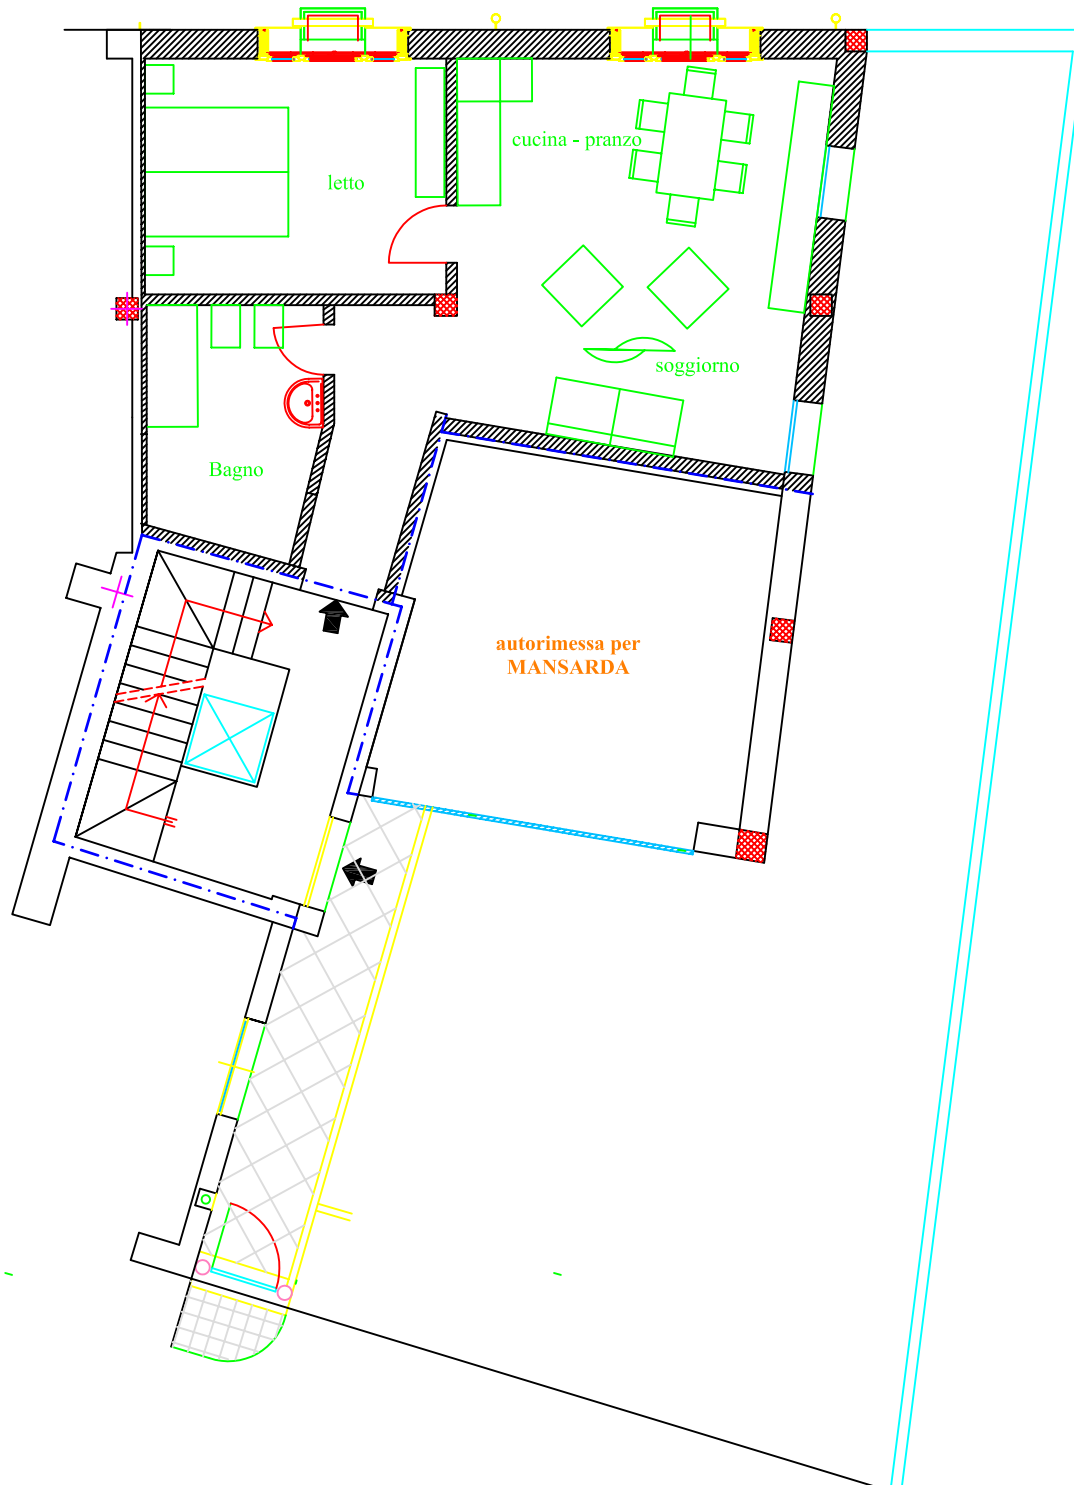 cucina - pranzo
letto
soggiorno
Bagno
autorimessa per
MANSARDA